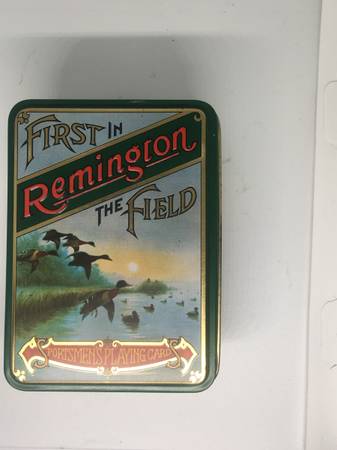 FIRST IN
Remington
THE FIELD
SPORTSMEN'S PLAYING CARDS